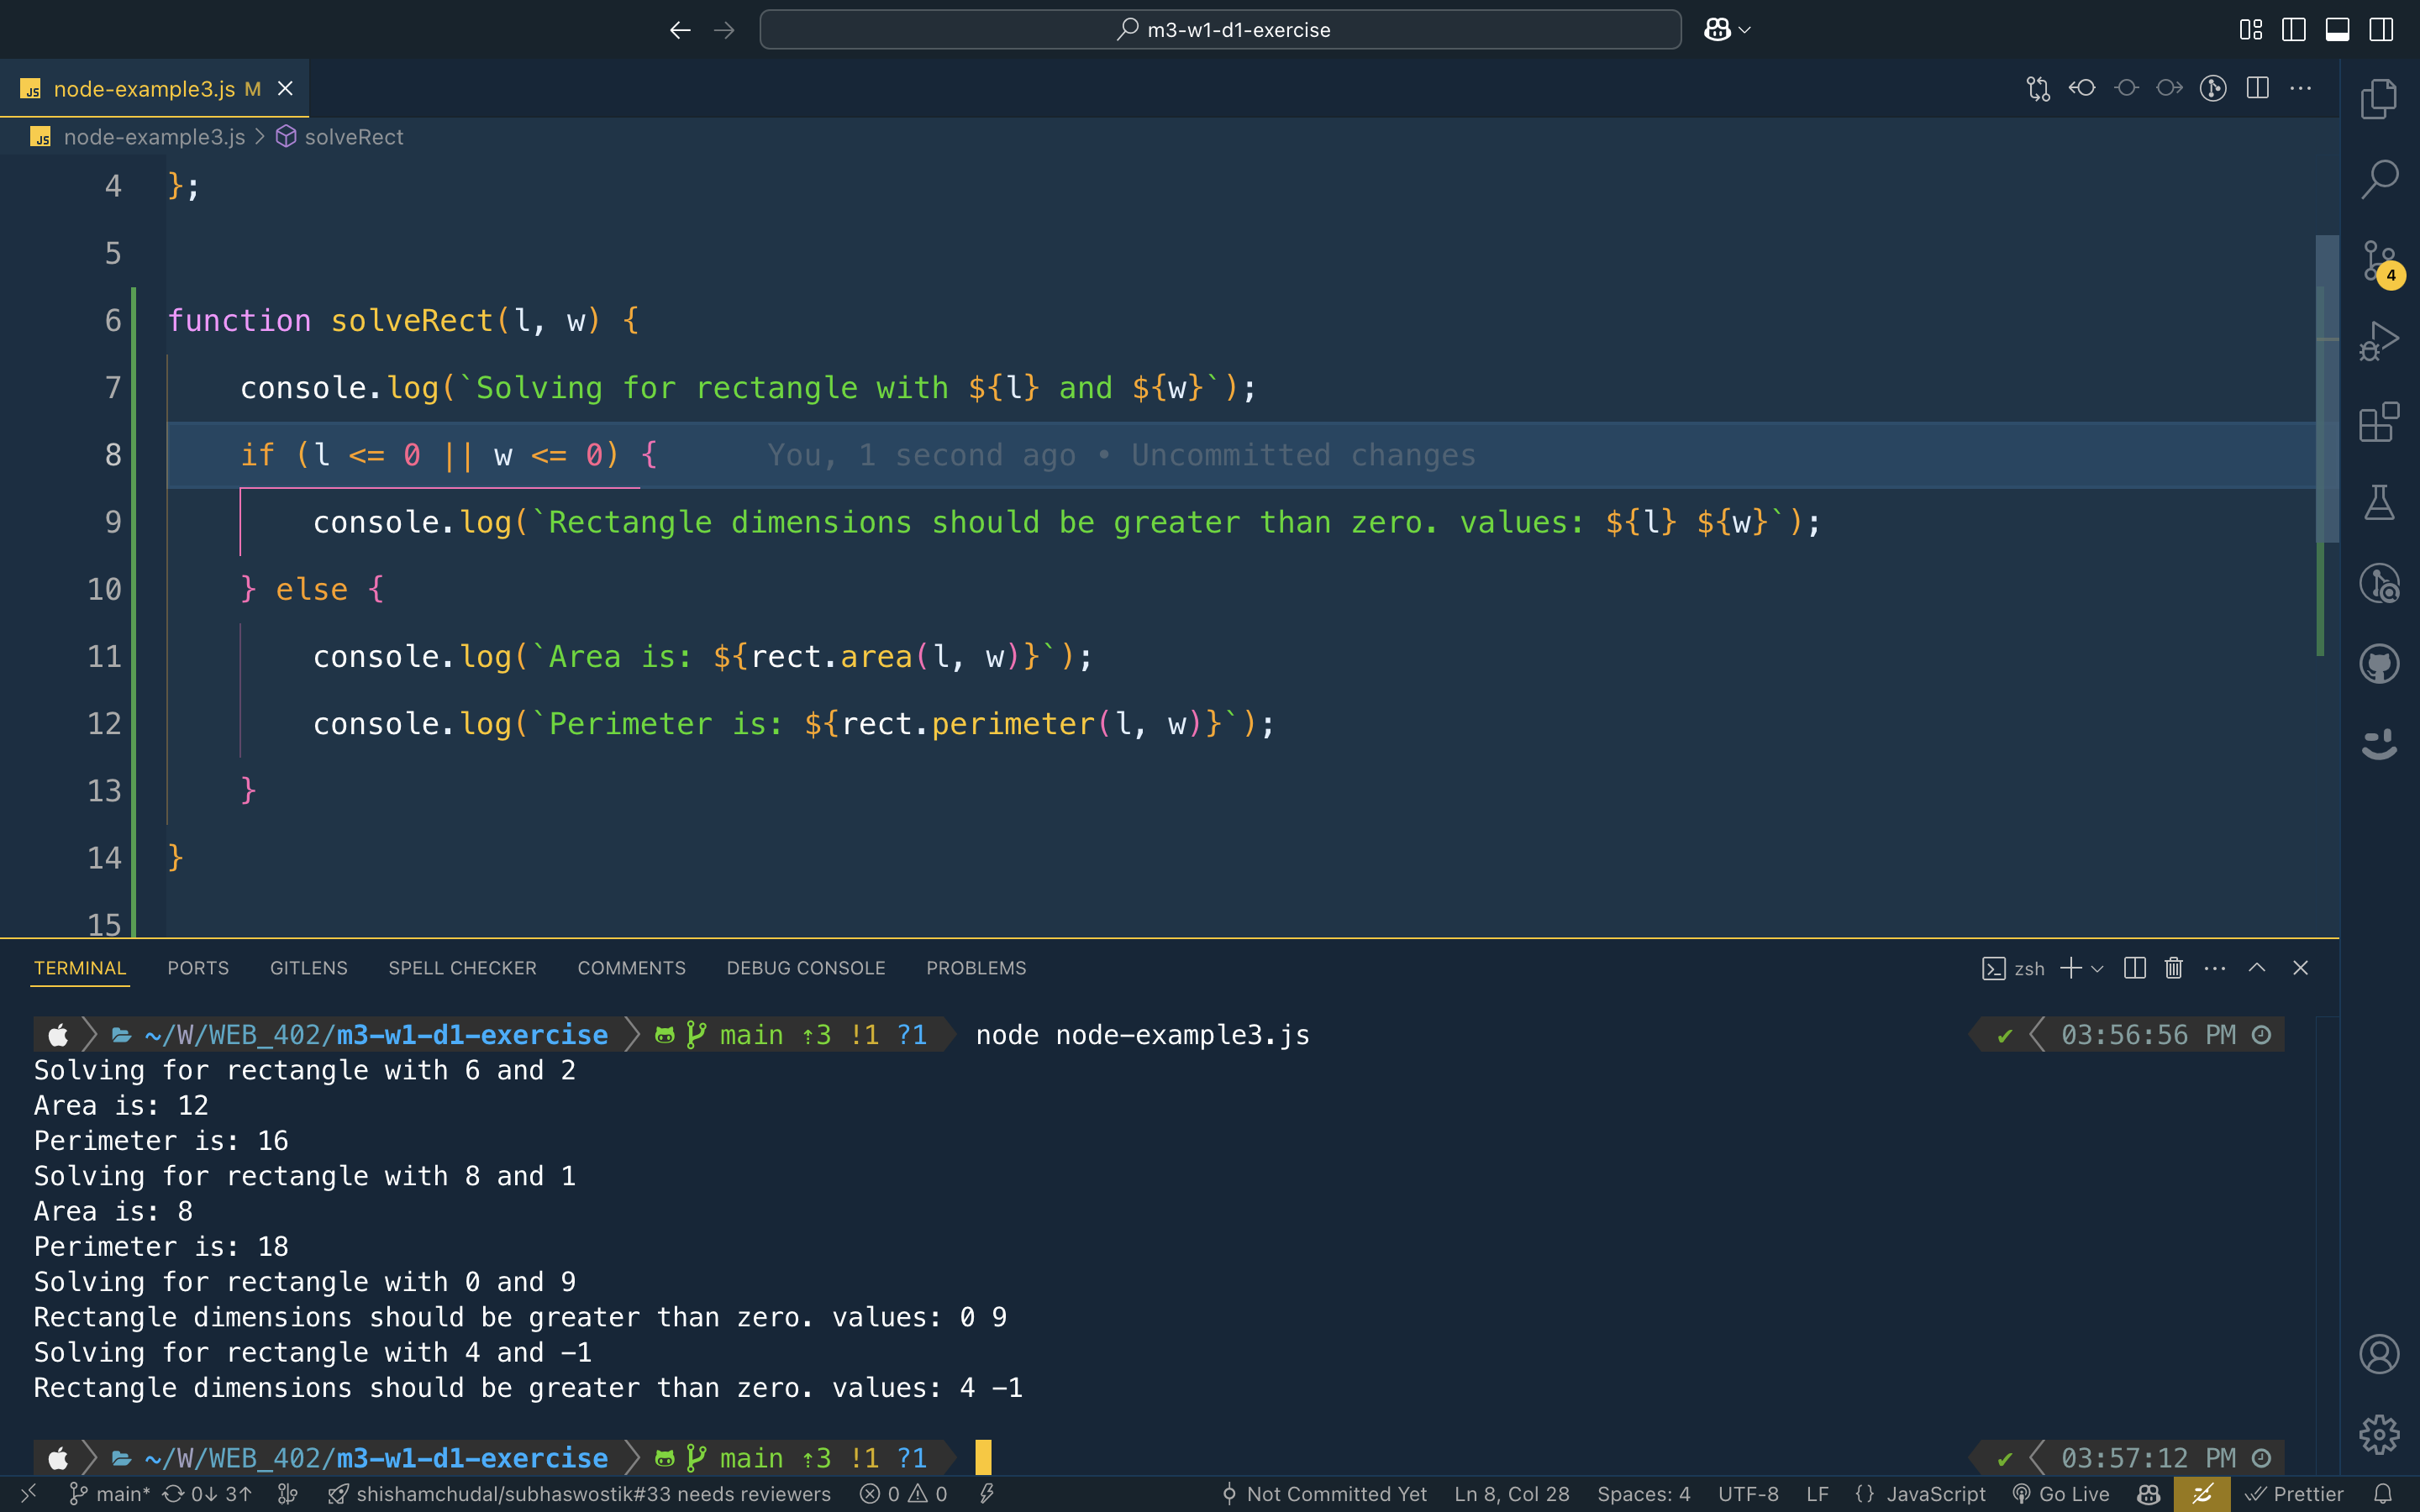 m3-w1-d1-exercise
JS node-example3.js M
JS node-example3.js > solveRect
4 };
5
6 function solveRect(l, w) {
7 console.log(`Solving for rectangle with ${l} and ${w}`);
8 if (l <= 0 || w <= 0) { You, 1 second ago • Uncommitted changes
9 console.log(`Rectangle dimensions should be greater than zero. values: ${l} ${w}`);
10 } else {
11 console.log(`Area is: ${rect.area(l, w)}`);
12 console.log(`Perimeter is: ${rect.perimeter(l, w)}`);
13 }
14 }
15
4
TERMINAL PORTS GITLENS SPELL CHECKER COMMENTS DEBUG CONSOLE PROBLEMS zsh
~/W/WEB_402/m3-w1-d1-exercise main ⇡3 !1 ?1 node node-example3.js ✔ 03:56:56 PM
Solving for rectangle with 6 and 2
Area is: 12
Perimeter is: 16
Solving for rectangle with 8 and 1
Area is: 8
Perimeter is: 18
Solving for rectangle with 0 and 9
Rectangle dimensions should be greater than zero. values: 0 9
Solving for rectangle with 4 and -1
Rectangle dimensions should be greater than zero. values: 4 -1
~/W/WEB_402/m3-w1-d1-exercise main ⇡3 !1 ?1 ✔ 03:57:12 PM
main* 0↓ 3↑ shishamchudal/subhaswostik#33 needs reviewers 0 0 Not Committed Yet Ln 8, Col 28 Spaces: 4 UTF-8 LF {} JavaScript Go Live Prettier